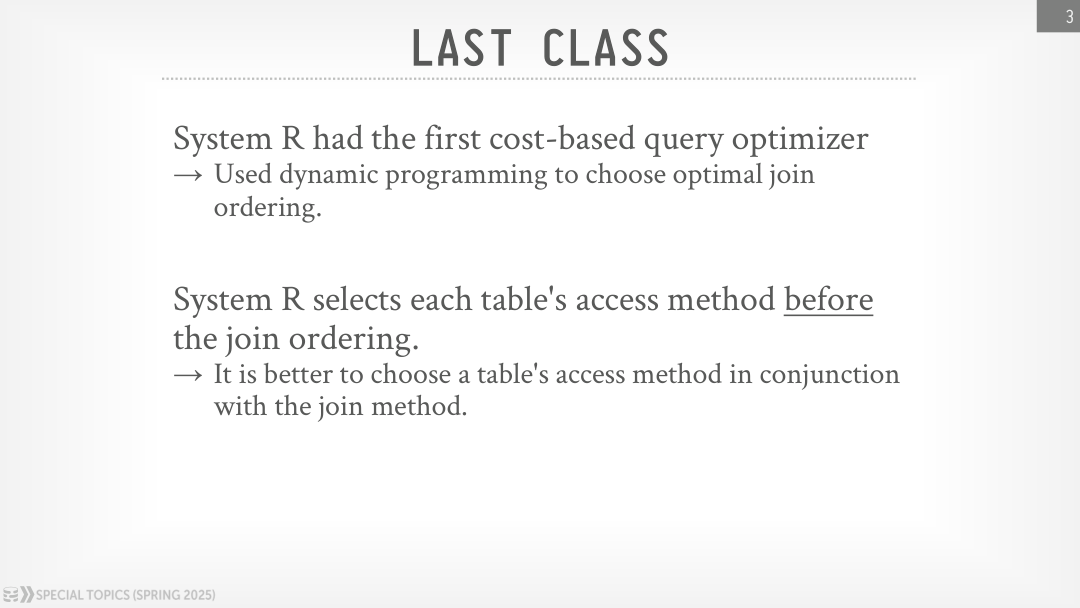 3
LAST CLASS
System R had the first cost-based query optimizer
→ Used dynamic programming to choose optimal join
ordering.
System R selects each table's access method before
the join ordering.
→ It is better to choose a table's access method in conjunction
with the join method.
SPECIAL TOPICS (SPRING 2025)